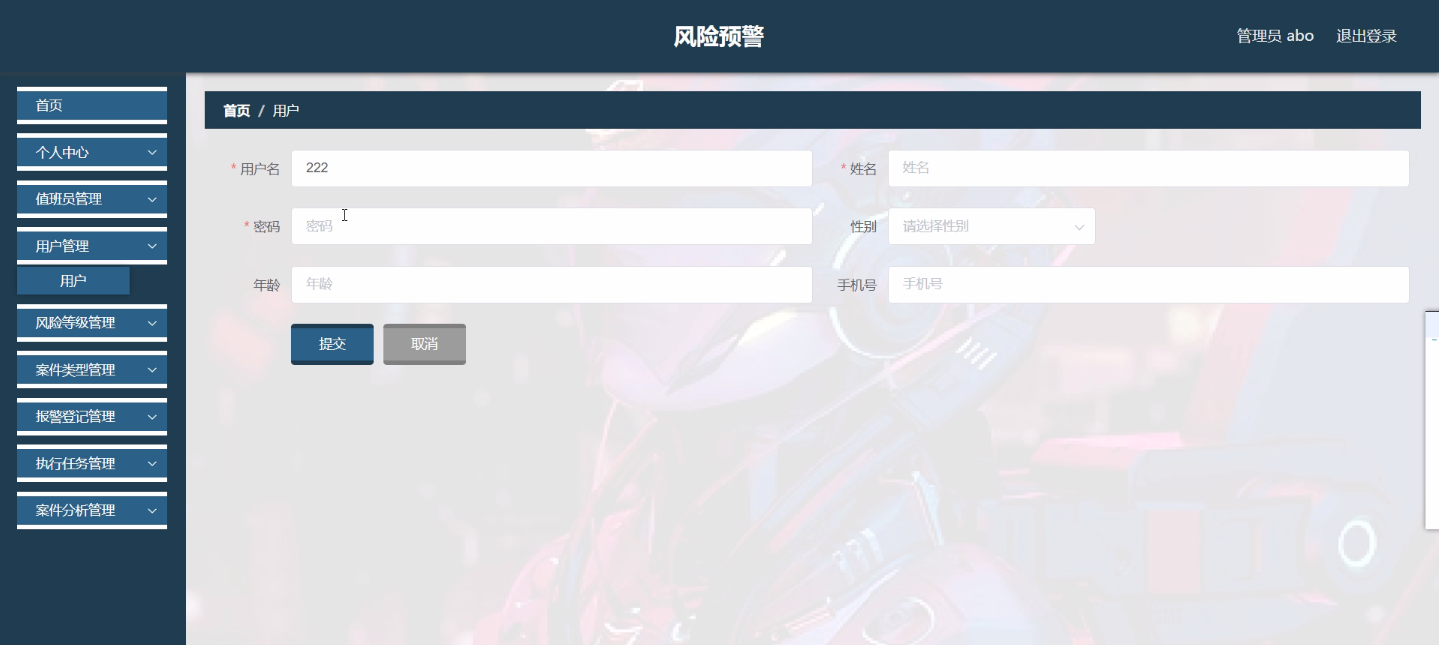 风险预警
管理员 abo 退出登录
首页
个人中心
值班员管理
用户管理
用户
风险等级管理
案件类型管理
报警登记管理
执行任务管理
案件分析管理
首页 / 用户
* 用户名 222 * 姓名 姓名
* 密码 密码 性别 请选择性别
年龄 年龄 手机号 手机号
提交 取消